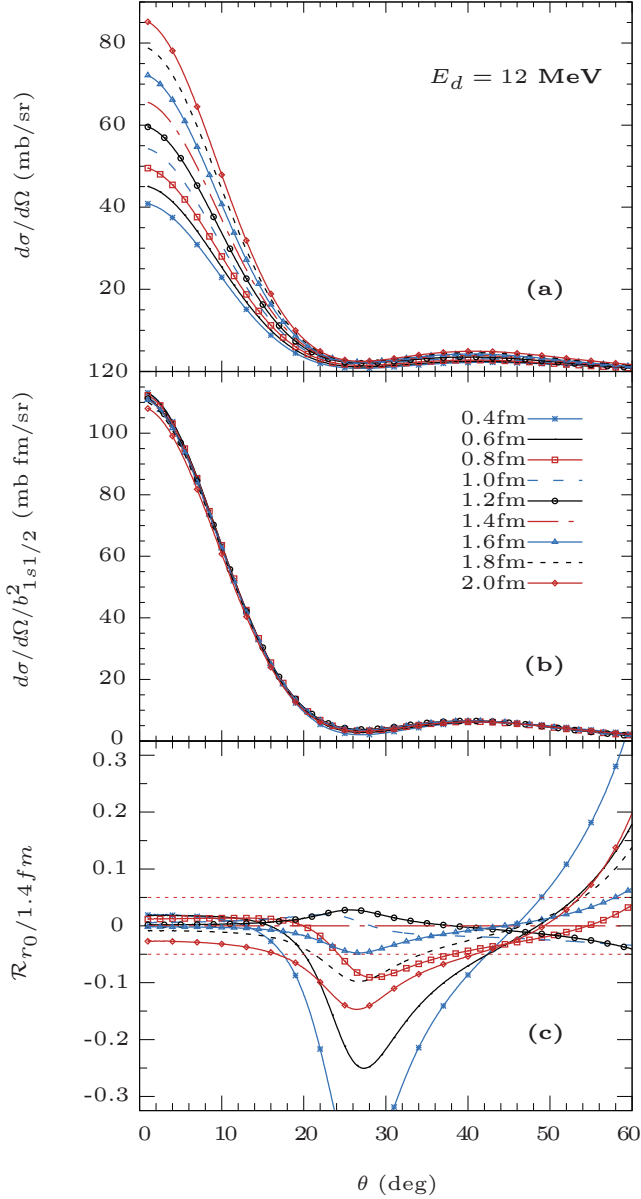 80
60
40
20
dσ/dΩ (mb/sr)
E_d = 12 MeV
(a)
120
100
80
60
40
20
0
dσ/dΩ/b²_{1s1/2} (mb fm/sr)
0.4fm
0.6fm
0.8fm
1.0fm
1.2fm
1.4fm
1.6fm
1.8fm
2.0fm
(b)
0.3
0.2
0.1
0
-0.1
-0.2
-0.3
ℛ_{r_0}/1.4fm
(c)
0 10 20 30 40 50 60
θ (deg)